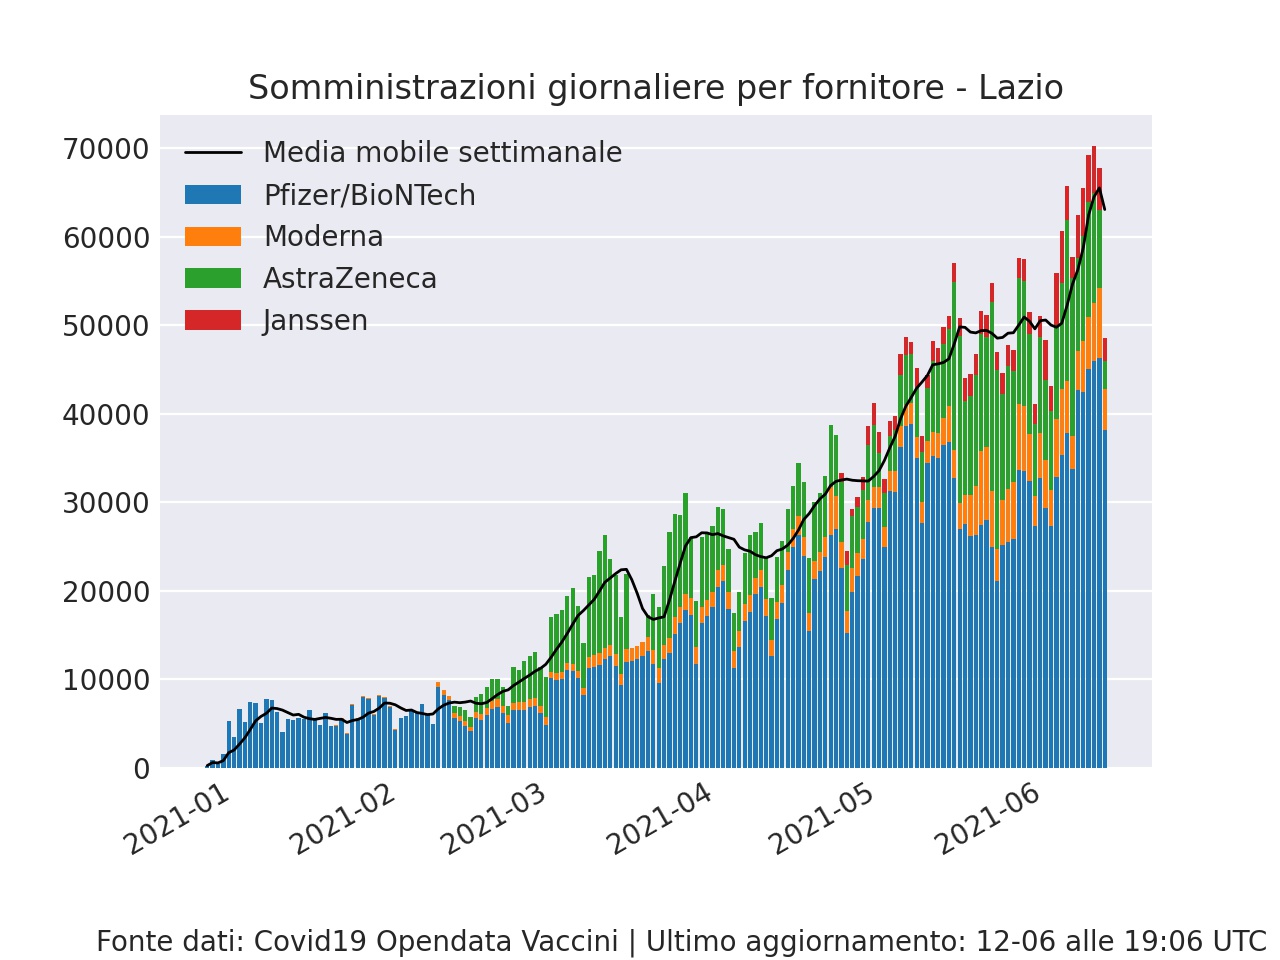 Somministrazioni giornaliere per fornitore - Lazio
70000
60000
50000
40000
30000
20000
10000
0
Media mobile settimanale
Pfizer/BioNTech
Moderna
AstraZeneca
Janssen
2021-01
2021-02
2021-03
2021-04
2021-05
2021-06
Fonte dati: Covid19 Opendata Vaccini | Ultimo aggiornamento: 12-06 alle 19:06 UTC